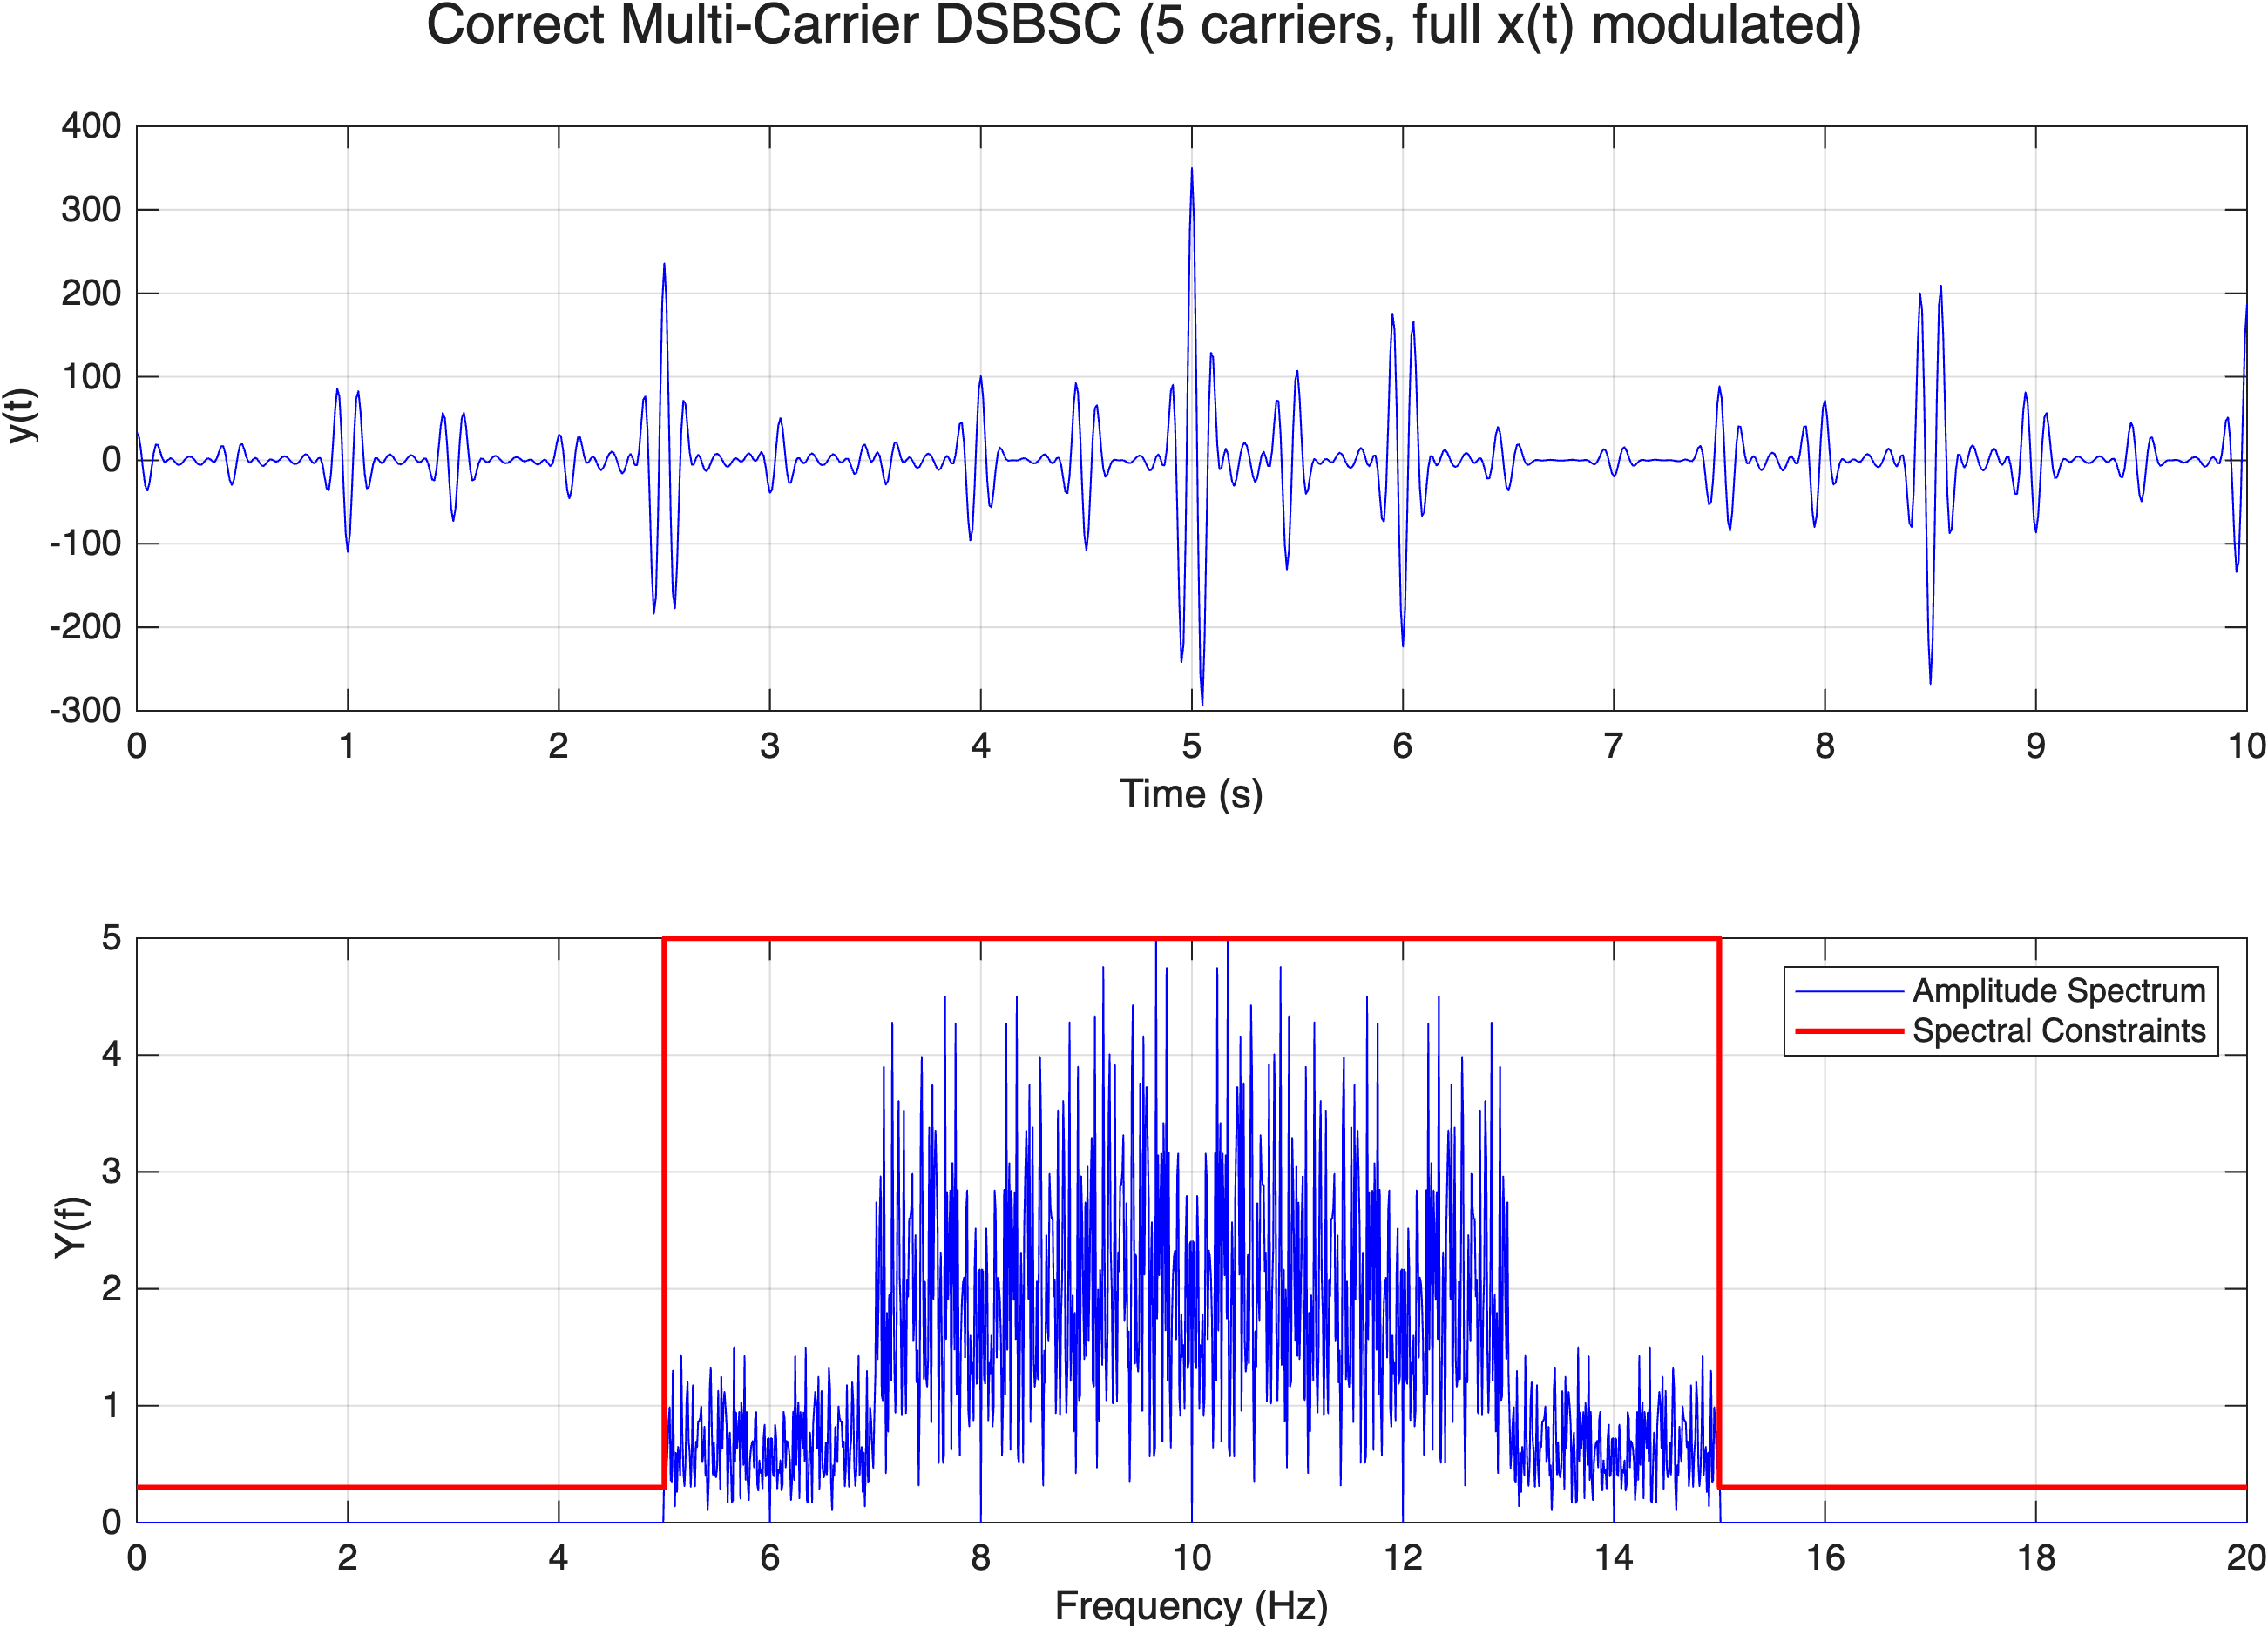 Correct Multi-Carrier DSBSC (5 carriers, full x(t) modulated)
400
300
200
100
0
-100
-200
-300
y(t)
0 1 2 3 4 5 6 7 8 9 10
Time (s)
5
4
3
2
1
0
Y(f)
Amplitude Spectrum
Spectral Constraints
0 2 4 6 8 10 12 14 16 18 20
Frequency (Hz)